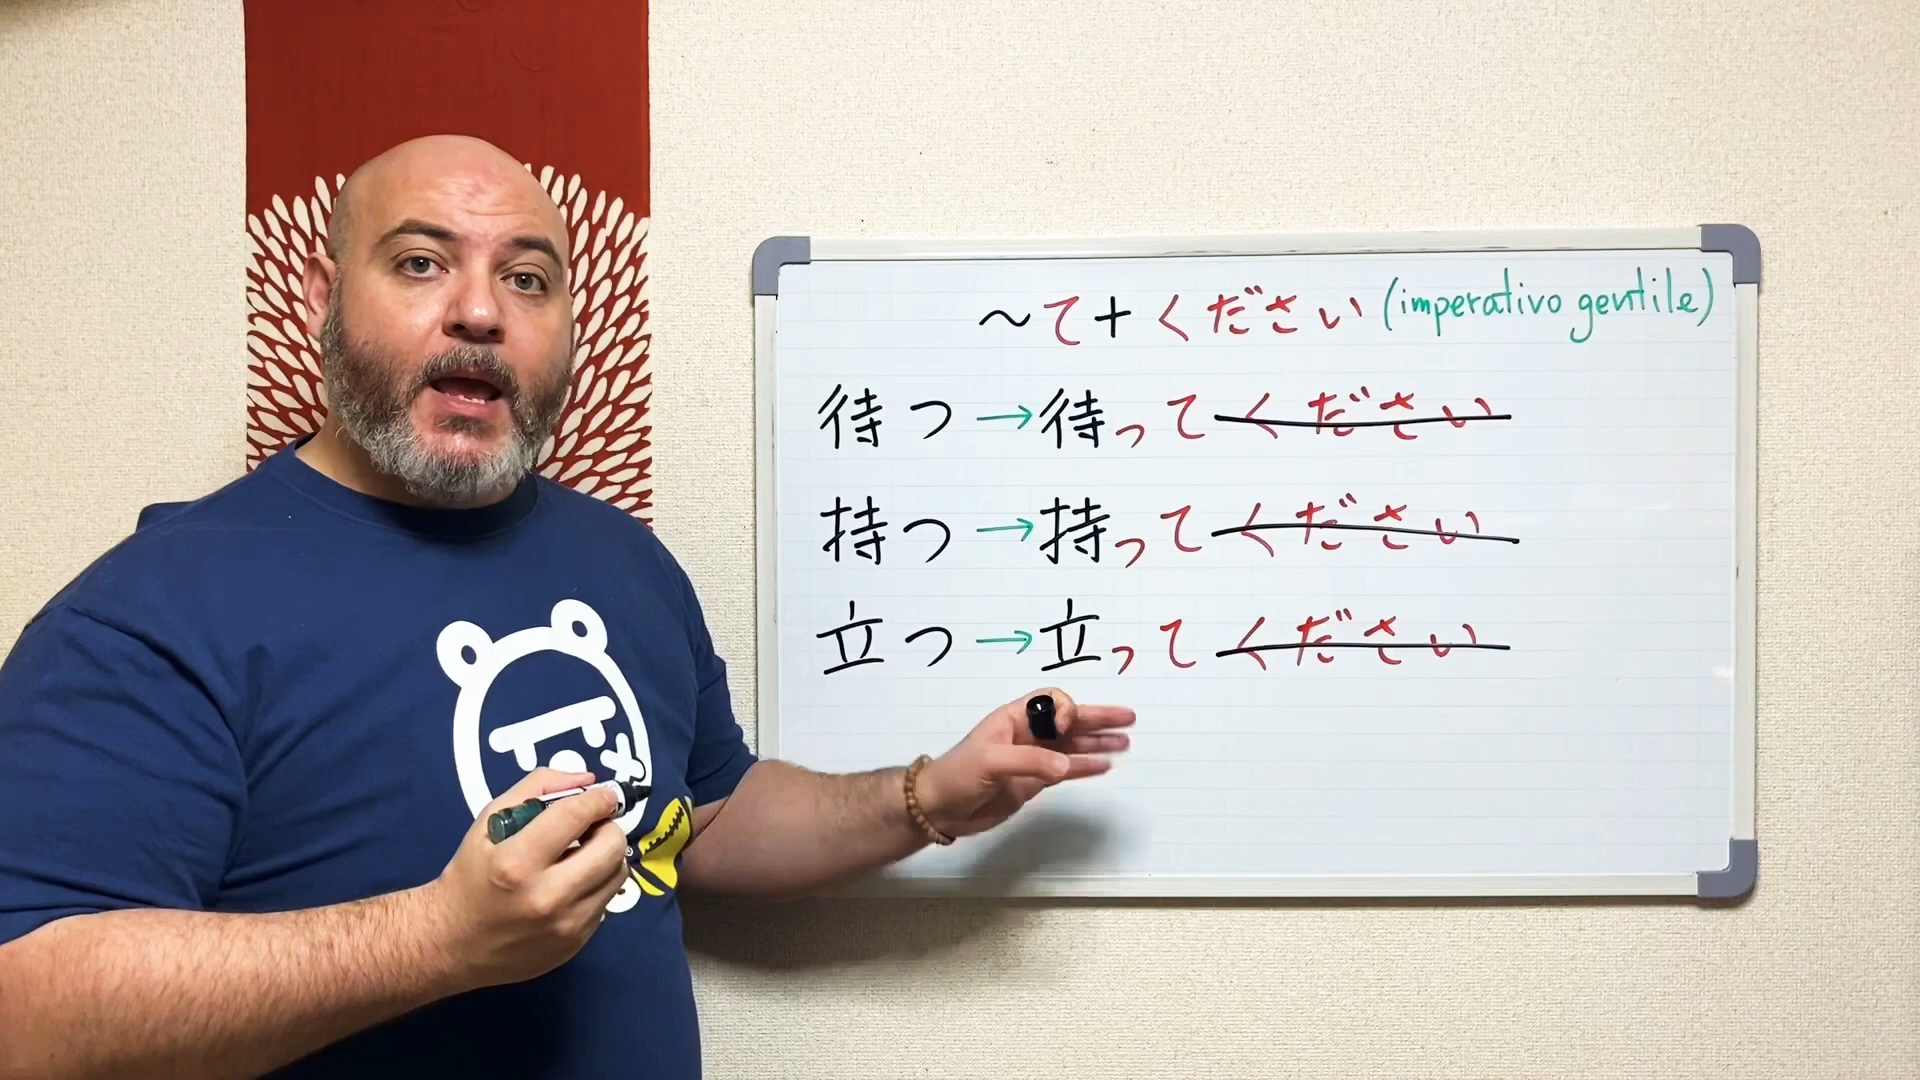 ～て+ください (imperativo gentile)
待つ→待ってください
持つ→持ってください
立つ→立ってください